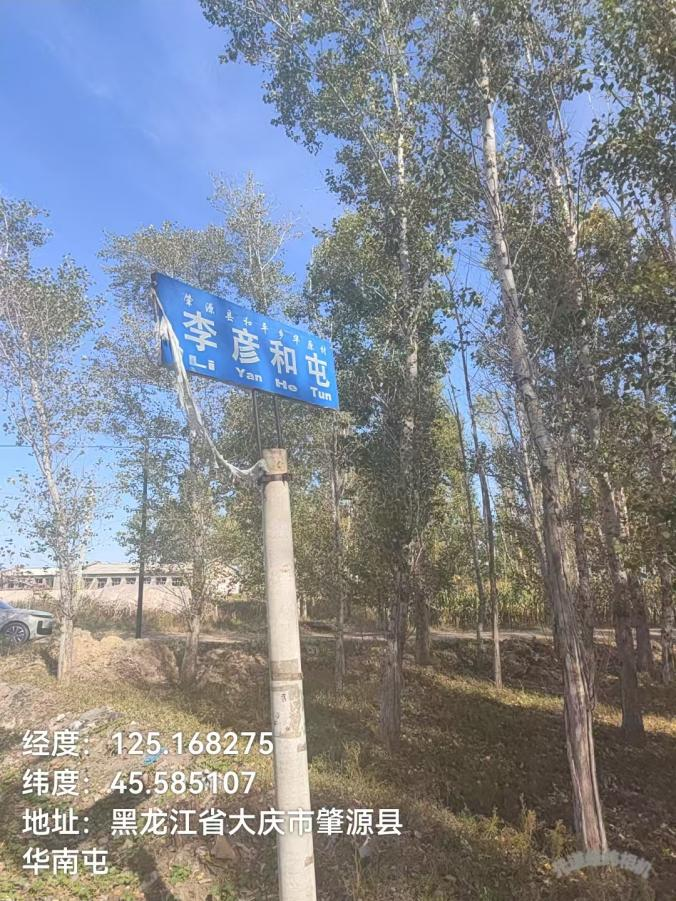 肇源县和平乡华原村
李彦和屯
Li Yan He Tun
经度：125.168275
纬度：45.585107
地址：黑龙江省大庆市肇源县
华南屯